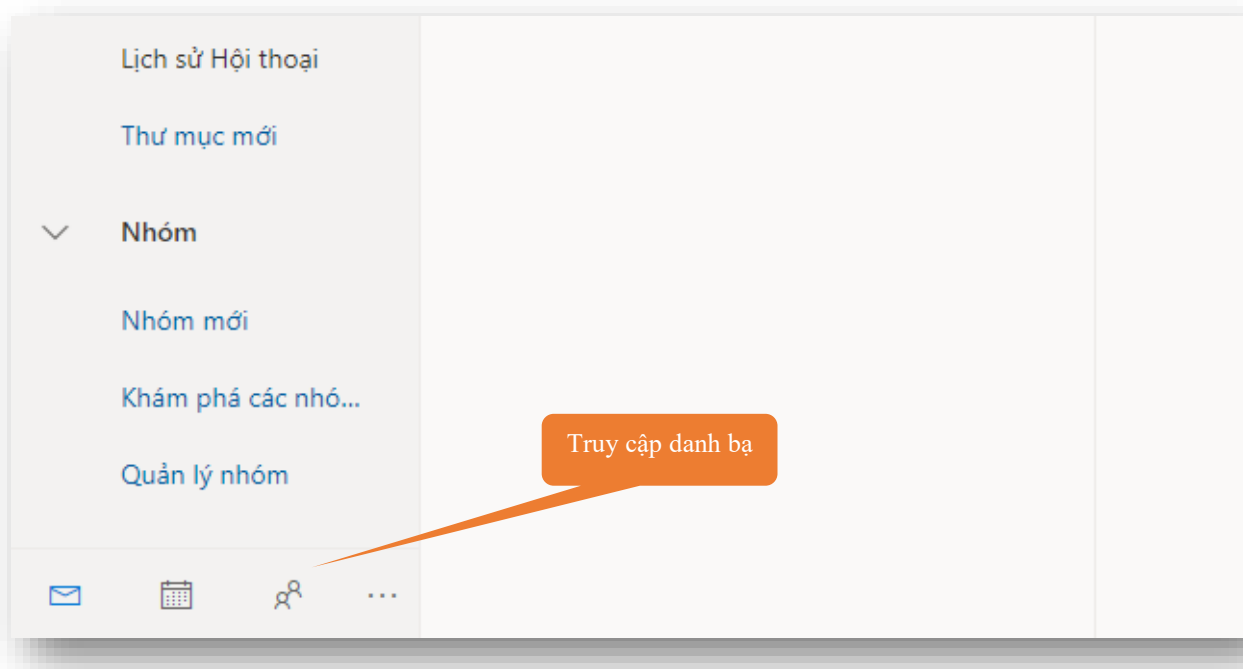 Lịch sử Hội thoại
Thư mục mới
Nhóm
Nhóm mới
Khám phá các nhó...
Truy cập danh bạ
Quản lý nhóm